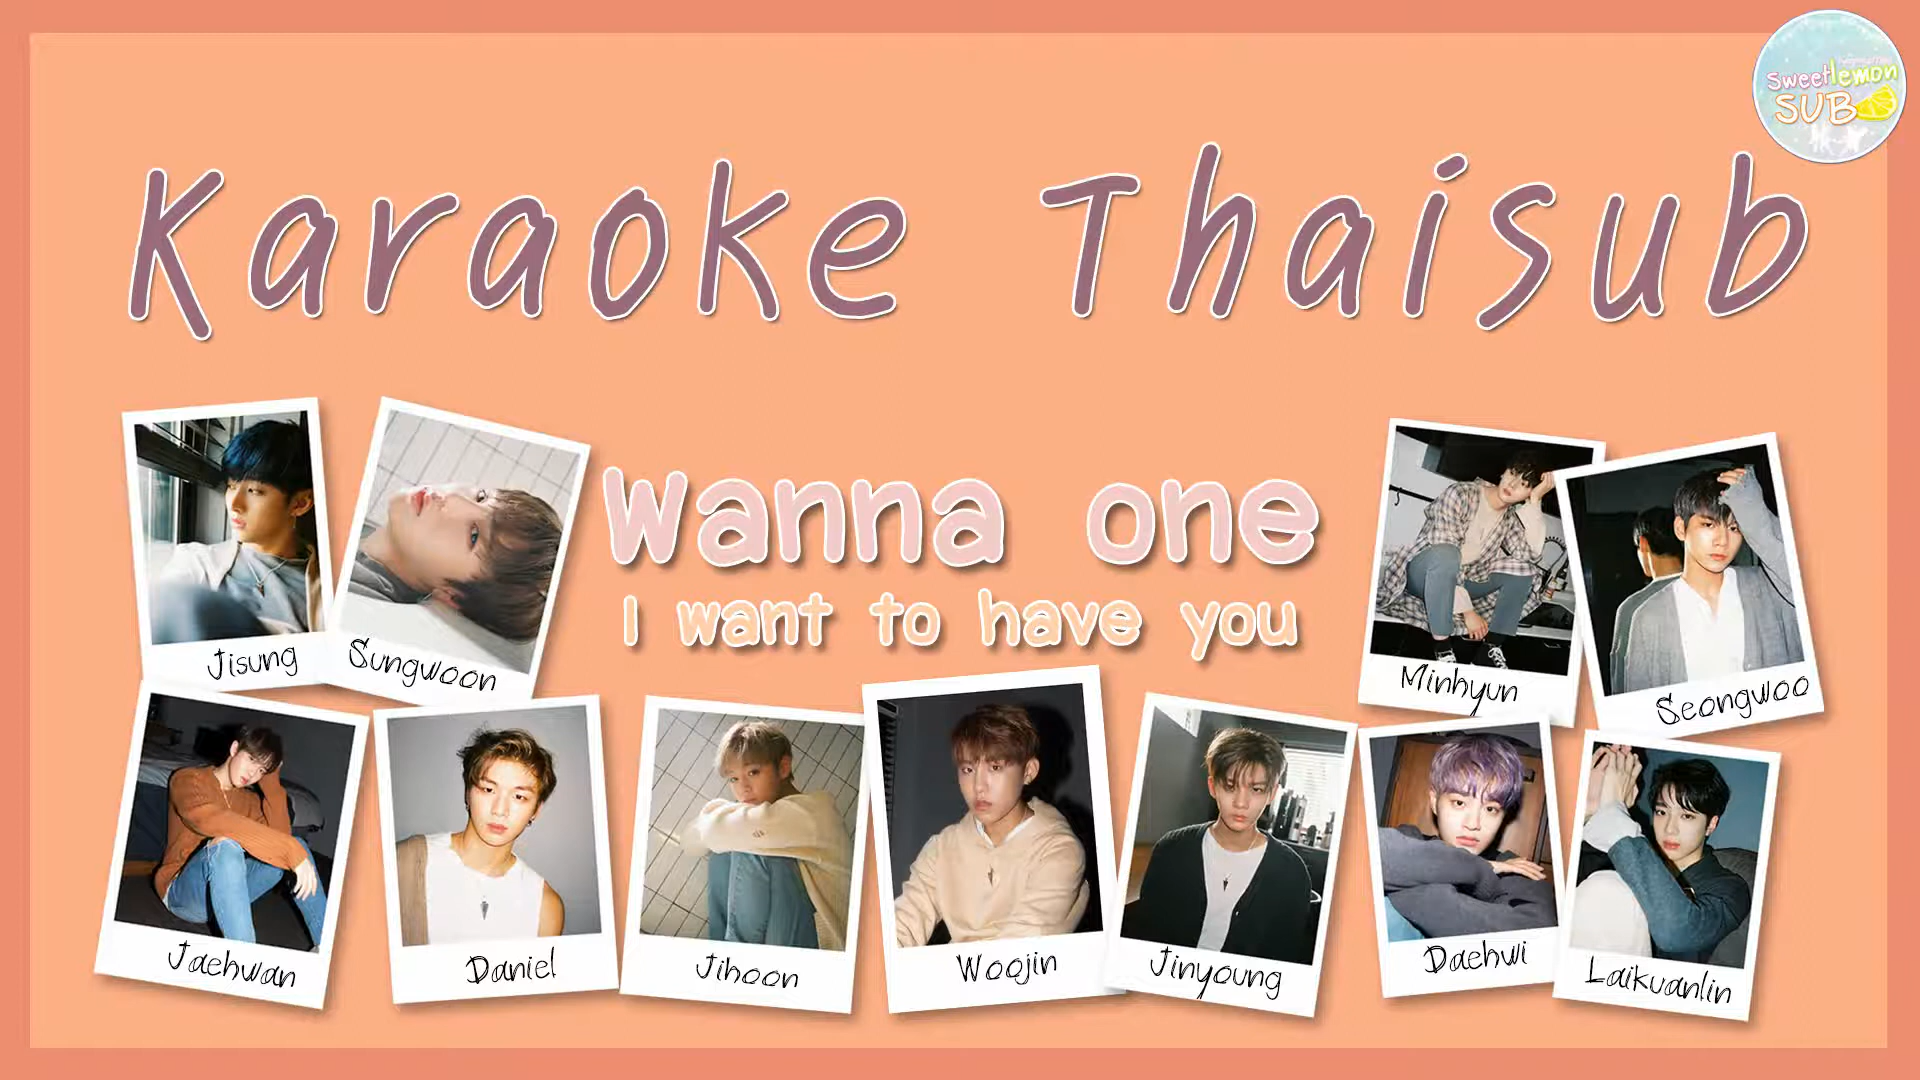 Sweetlemon
SUB
Karaoke Thaisub
Wanna one
I want to have you
Jisung
Sungwoon
Minhyun
Seongwoo
Jaehwan
Daniel
Jihoon
Woojin
Jinyoung
Daehwi
Laikuanlin